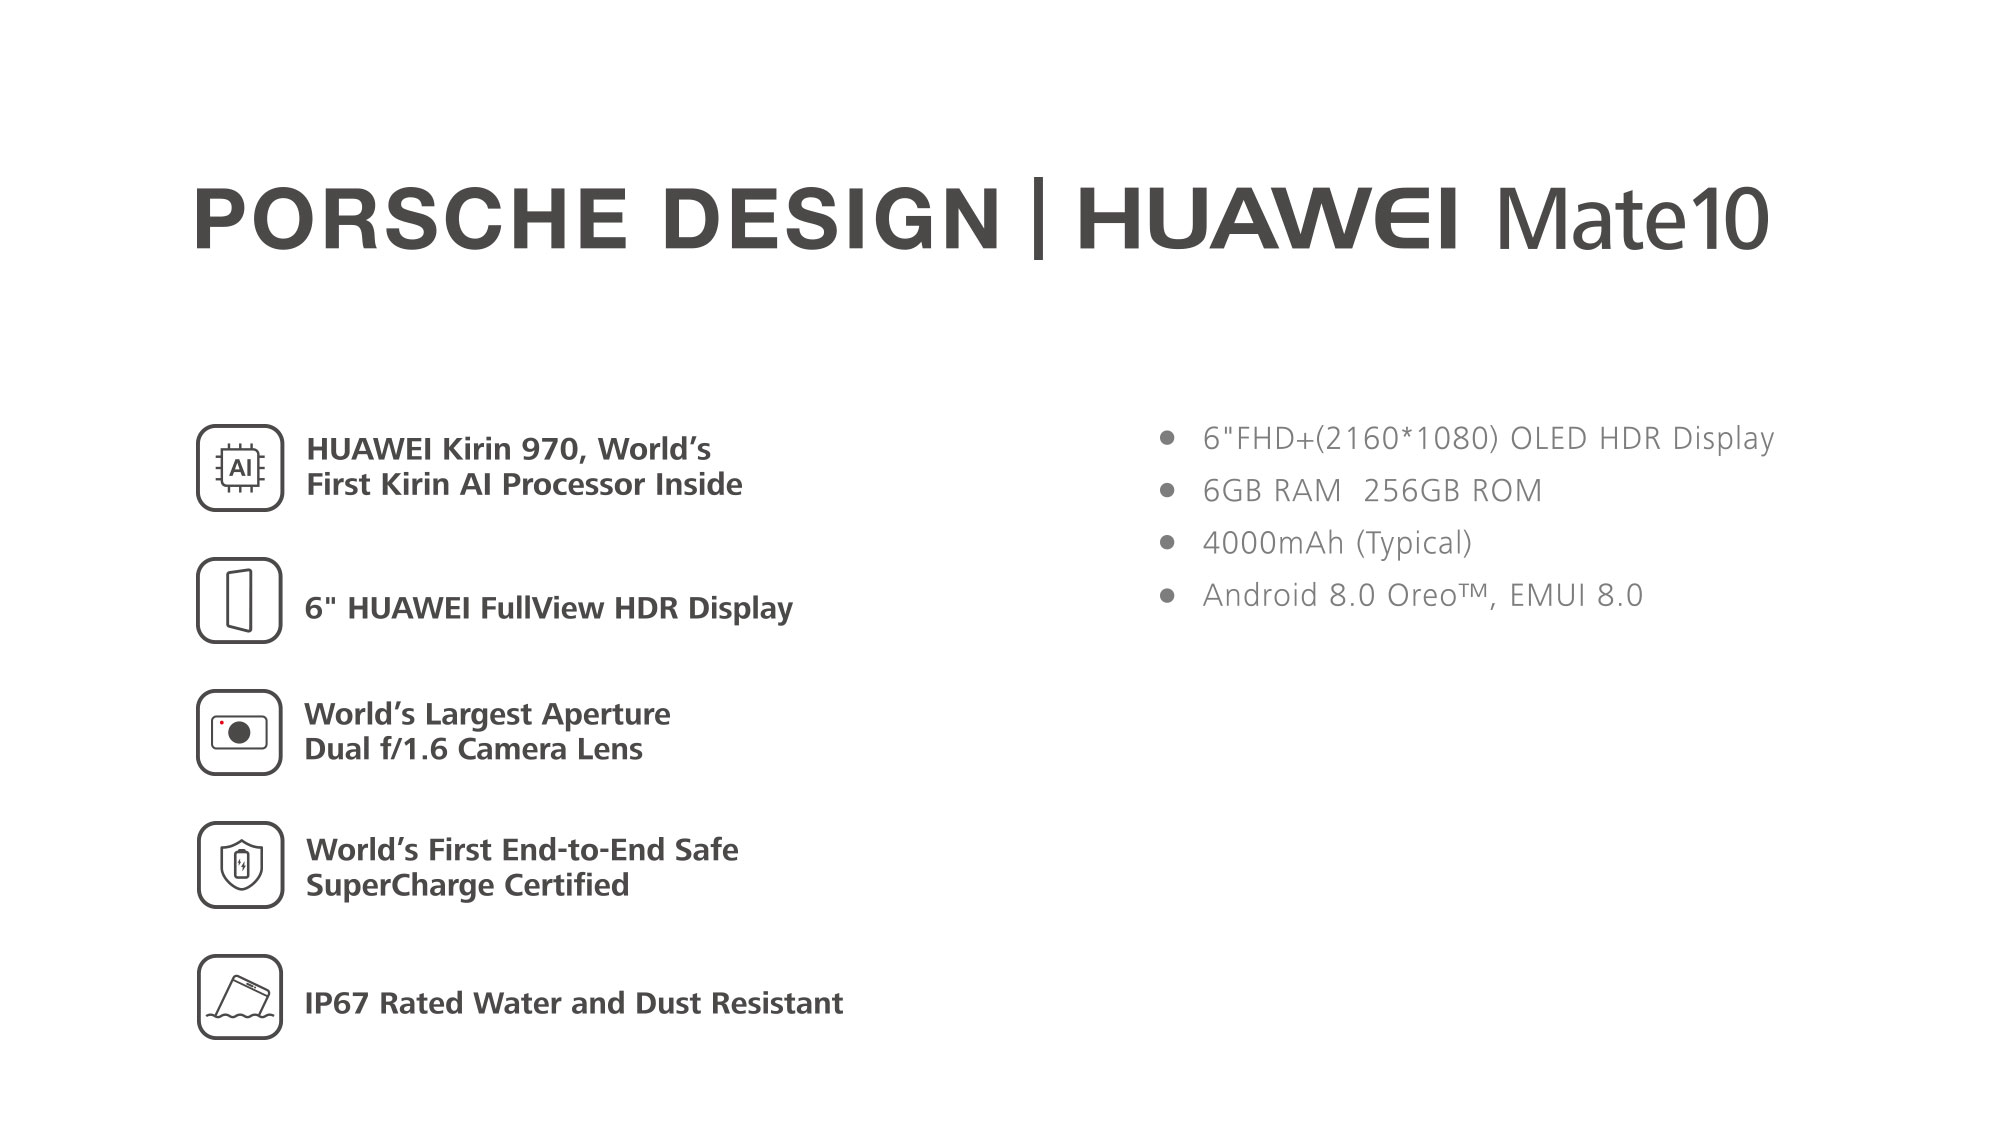 PORSCHE DESIGN | HUAWEI Mate10
AI
HUAWEI Kirin 970, World’s
First Kirin AI Processor Inside
6" HUAWEI FullView HDR Display
World’s Largest Aperture
Dual f/1.6 Camera Lens
World’s First End-to-End Safe
SuperCharge Certified
IP67 Rated Water and Dust Resistant
● 6"FHD+(2160*1080) OLED HDR Display
● 6GB RAM 256GB ROM
● 4000mAh (Typical)
● Android 8.0 Oreo™, EMUI 8.0